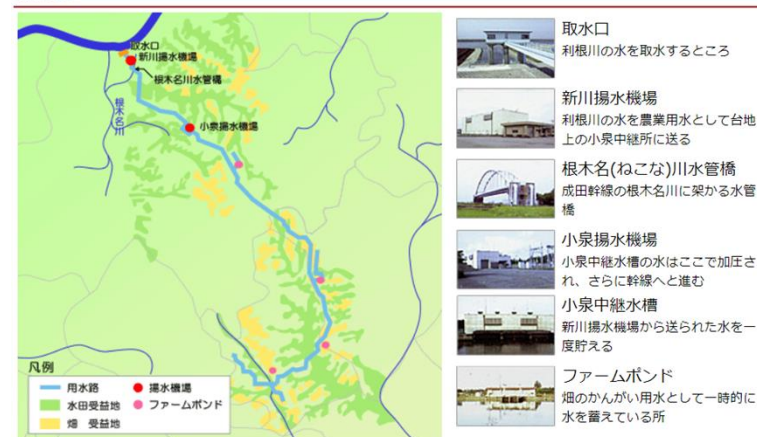 取水口
新川揚水機場
根木名川水管橋
根木名川
小泉揚水機場
凡例
用水路
揚水機場
水田受益地
ファームポンド
畑 受益地
取水口
利根川の水を取水するところ
新川揚水機場
利根川の水を農業用水として台地
上の小泉中継所に送る
根木名(ねこな)川水管橋
成田幹線の根木名川に架かる水管
橋
小泉揚水機場
小泉中継水槽の水はここで加圧さ
れ、さらに幹線へと進む
小泉中継水槽
新川揚水機場から送られた水を一
度貯える
ファームポンド
畑のかんがい用水として一時的に
水を蓄えている所